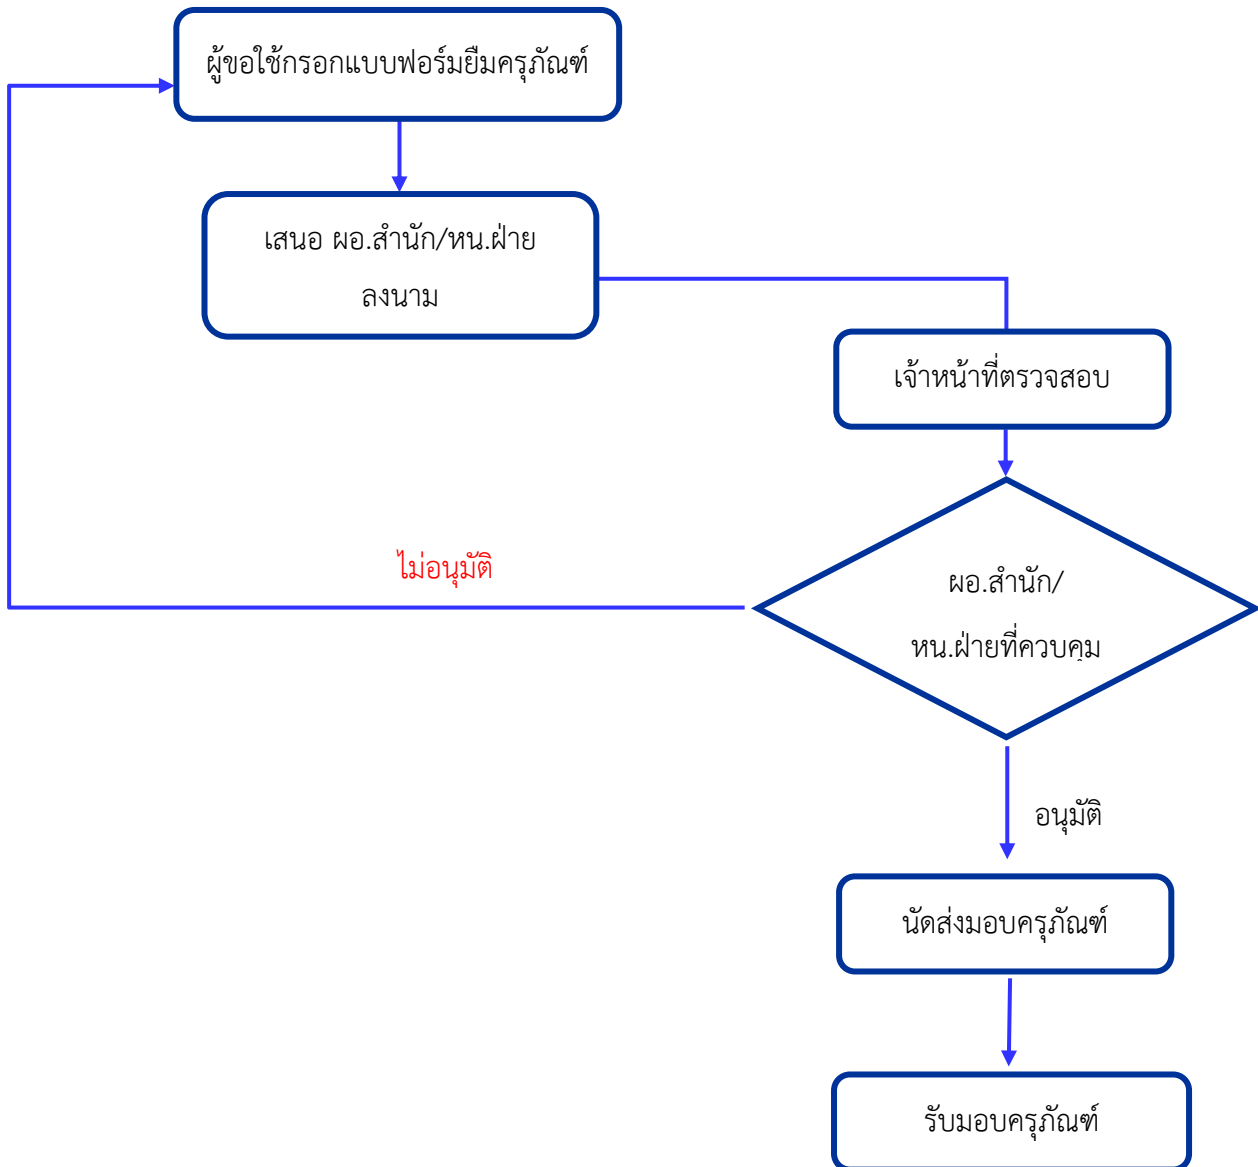 ผู้ขอใช้กรอกแบบฟอร์มยืมครุภัณฑ์
เสนอ ผอ.สำนัก/หน.ฝ่าย
ลงนาม
เจ้าหน้าที่ตรวจสอบ
ไม่อนุมัติ
ผอ.สำนัก/
หน.ฝ่ายที่ควบคุม
อนุมัติ
นัดส่งมอบครุภัณฑ์
รับมอบครุภัณฑ์